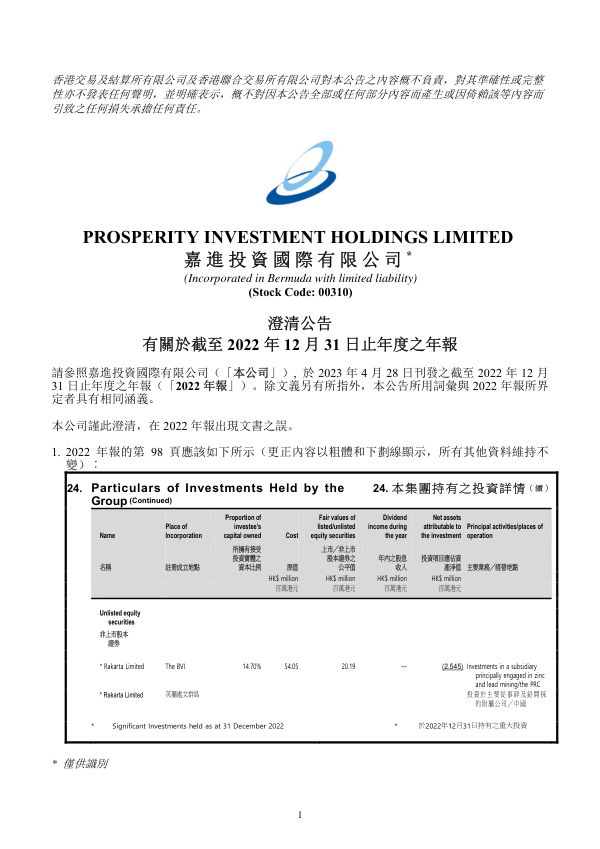 香港交易及結算所有限公司及香港聯合交易所有限公司對本公告之內容概不負責，對其準確性或完整
性亦不發表任何聲明，並明確表示，概不對因本公告全部或任何部分內容而產生或因倚賴該等內容而
引致之任何損失承擔任何責任。
PROSPERITY INVESTMENT HOLDINGS LIMITED
嘉進投資國際有限公司*
(Incorporated in Bermuda with limited liability)
(Stock Code: 00310)
澄清公告
有關於截至 2022 年 12 月 31 日止年度之年報
請參照嘉進投資國際有限公司（「本公司」），於 2023 年 4 月 28 日刊發之截至 2022 年 12 月
31 日止年度之年報（「2022 年報」）。除文義另有所指外，本公告所用詞彙與 2022 年報所界
定者具有相同涵義。
本公司謹此澄清，在 2022 年報出現文書之誤。
1. 2022 年報的第 98 頁應該如下所示（更正內容以粗體和下劃線顯示，所有其他資料維持不
變）：
24. Particulars of Investments Held by the
Group (Continued)
24. 本集團持有之投資詳情（續）
Name
Place of
Incorporation
Proportion of
investee's
capital owned
Cost
Fair values of
listed/unlisted
equity securities
Dividend
income during
the year
Net assets
attributable to
the investment
Principal activities/places of
operation
名稱
註冊成立地點
所擁有接受
投資實體之
資本比例
原值
上市／非上市
股本證券之
公平值
年內之股息
收入
投資項目應佔資
產淨值
主要業務／經營地點
HK$ million HK$ million HK$ million HK$ million
百萬港元 百萬港元 百萬港元 百萬港元
Unlisted equity
securities
非上市股本
證券
* Rakarta Limited The BVI 14.70% 54.05 20.19 — (2.545) Investments in a subsidiary
principally engaged in zinc
and lead mining/the PRC
* Rakarta Limited 英屬處女群島 投資於主要從事鋅及鉛開採
的附屬公司／中國
* Significant Investments held as at 31 December 2022 * 於2022年12月31日持有之重大投資
* 僅供識別
1